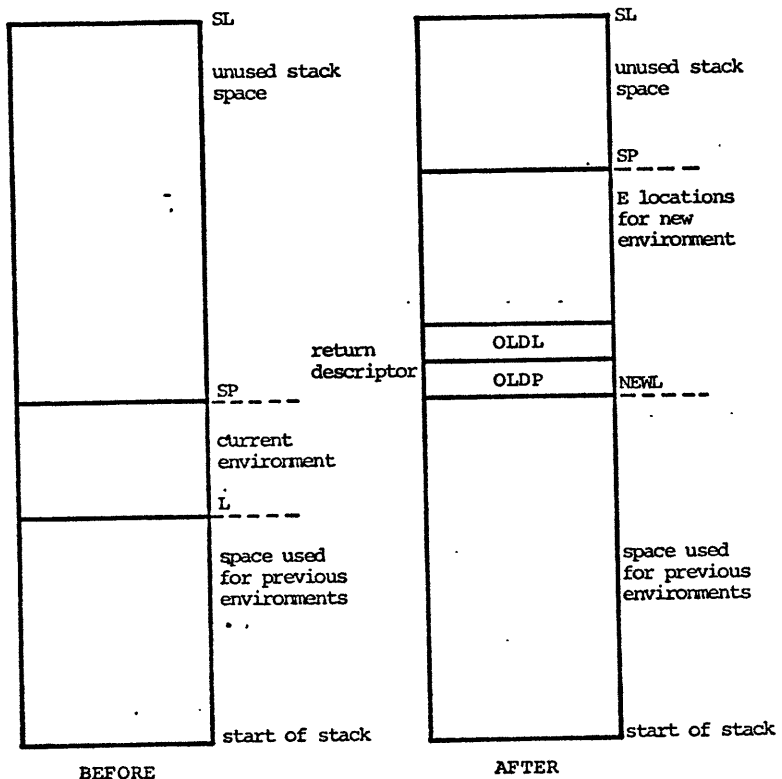 SL
unused stack
space
SP
current
environment
L
space used
for previous
environments
start of stack
BEFORE
SL
unused stack
space
SP
E locations
for new
environment
return
descriptor
OLDL
OLDP
NEWL
space used
for previous
environments
start of stack
AFTER